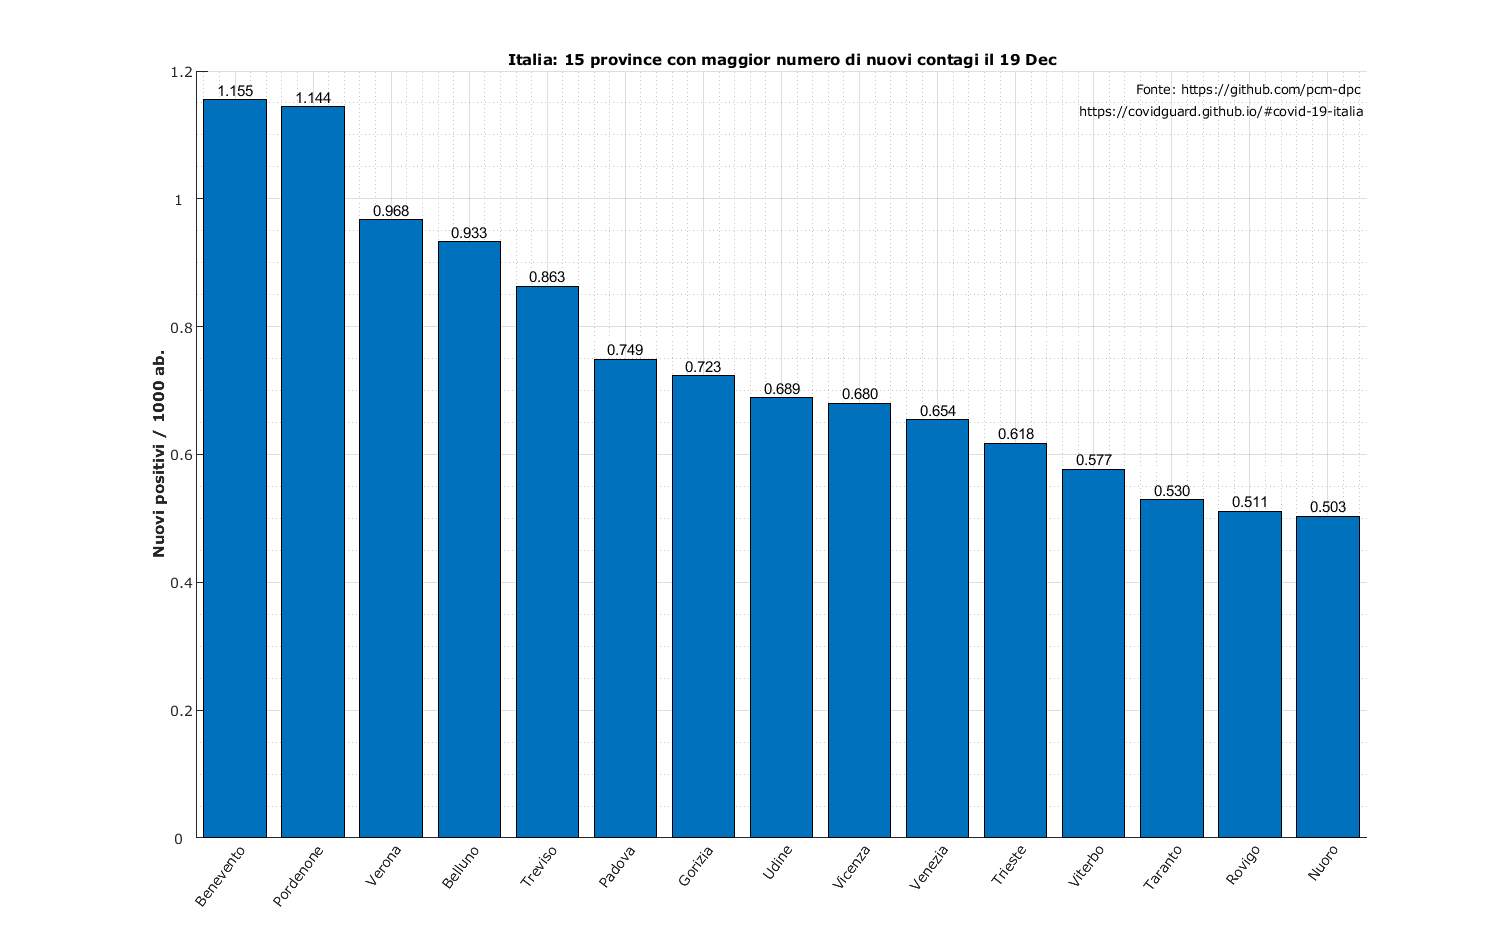 Italia: 15 province con maggior numero di nuovi contagi il 19 Dec
Fonte: https://github.com/pcm-dpc
https://covidguard.github.io/#covid-19-italia
Nuovi positivi / 1000 ab.
1.2
1
0.8
0.6
0.4
0.2
0
1.155
1.144
0.968
0.933
0.863
0.749
0.723
0.689
0.680
0.654
0.618
0.577
0.530
0.511
0.503
Benevento
Pordenone
Verona
Belluno
Treviso
Padova
Gorizia
Udine
Vicenza
Venezia
Trieste
Viterbo
Taranto
Rovigo
Nuoro